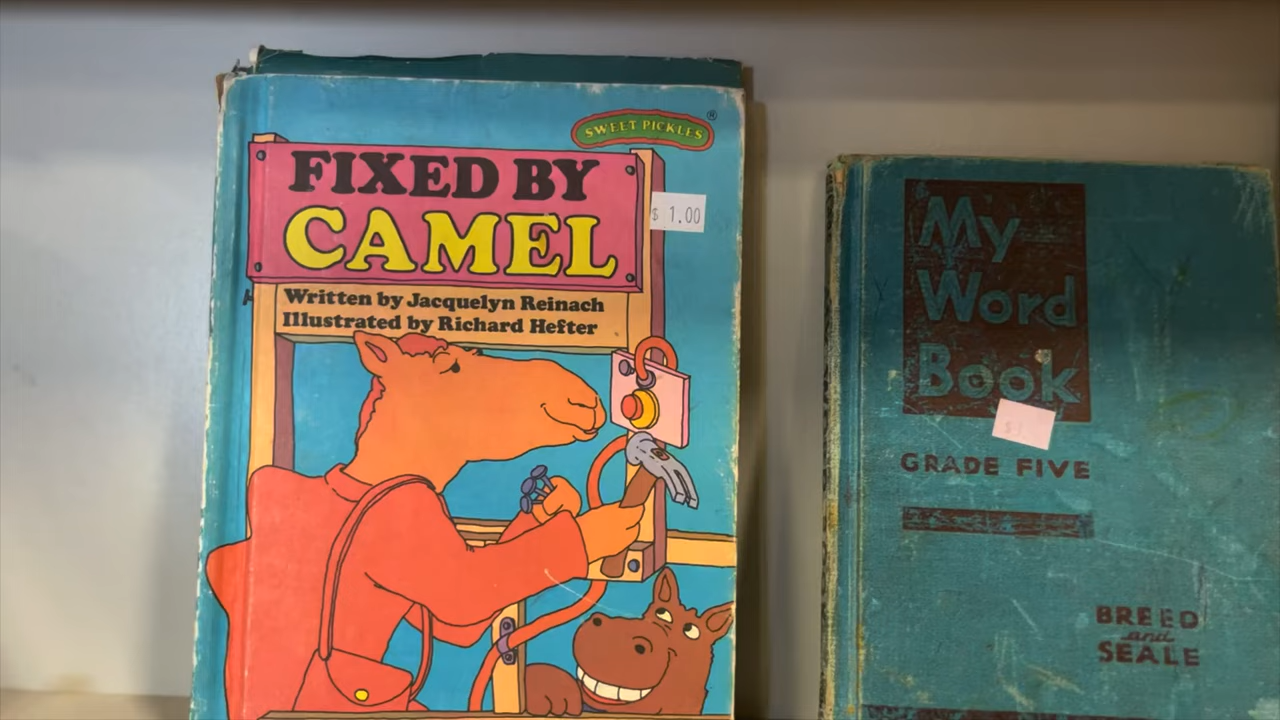 SWEET PICKLES
®
FIXED BY
CAMEL
$ 1.00
Written by Jacquelyn Reinach
Illustrated by Richard Hefter
My
Word
Book
GRADE FIVE
BREED
and
SEALE